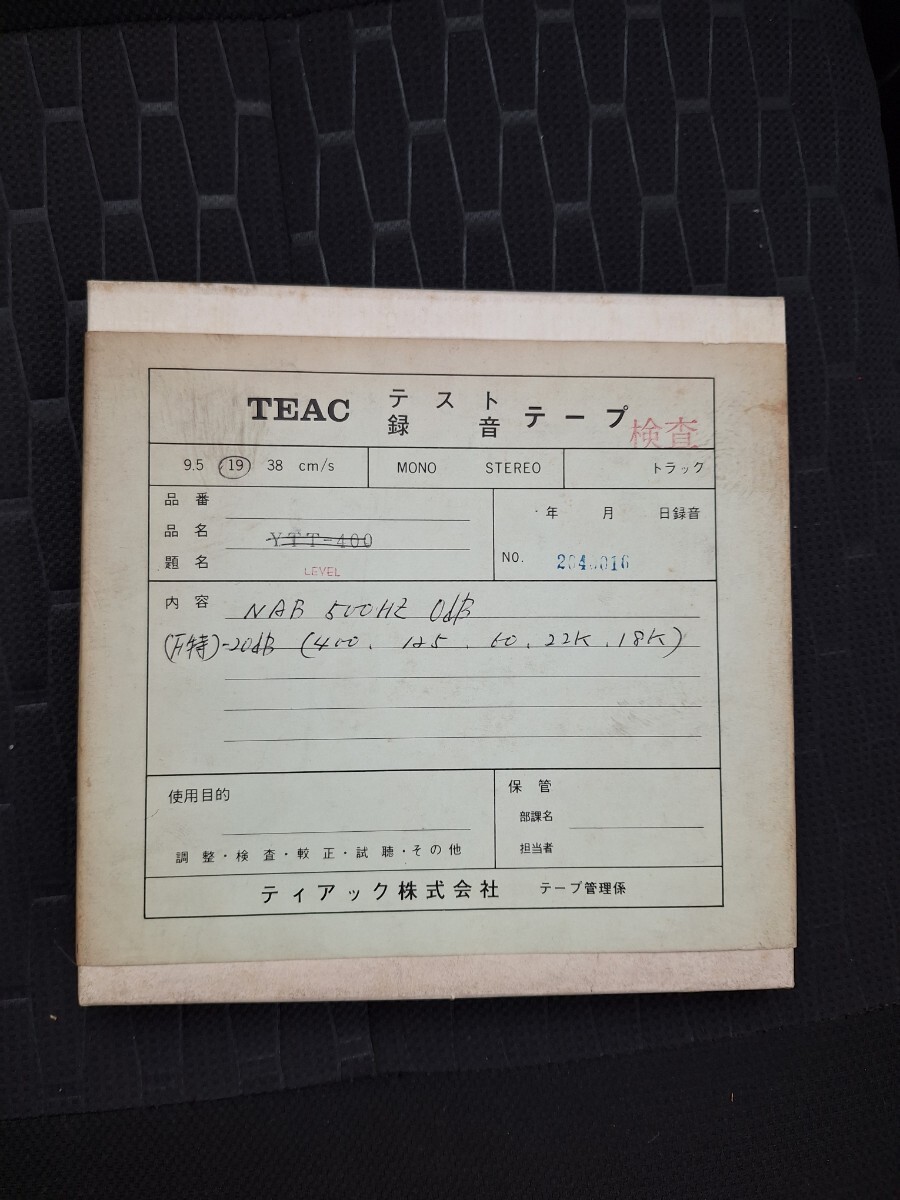 TEAC テスト録音テープ 検査
9.5 19 38 cm/s MONO STEREO トラック
品番
年 月 日録音
品名 YTT-400
題名 LEVEL
NO.
内容 NAB 500HZ 0dB
(F特)-20dB (400, 125, 60, 22K, 18K)
使用目的
調整・検査・較正・試聴・その他
保管
部課名
担当者
ティアック株式会社 テープ管理係